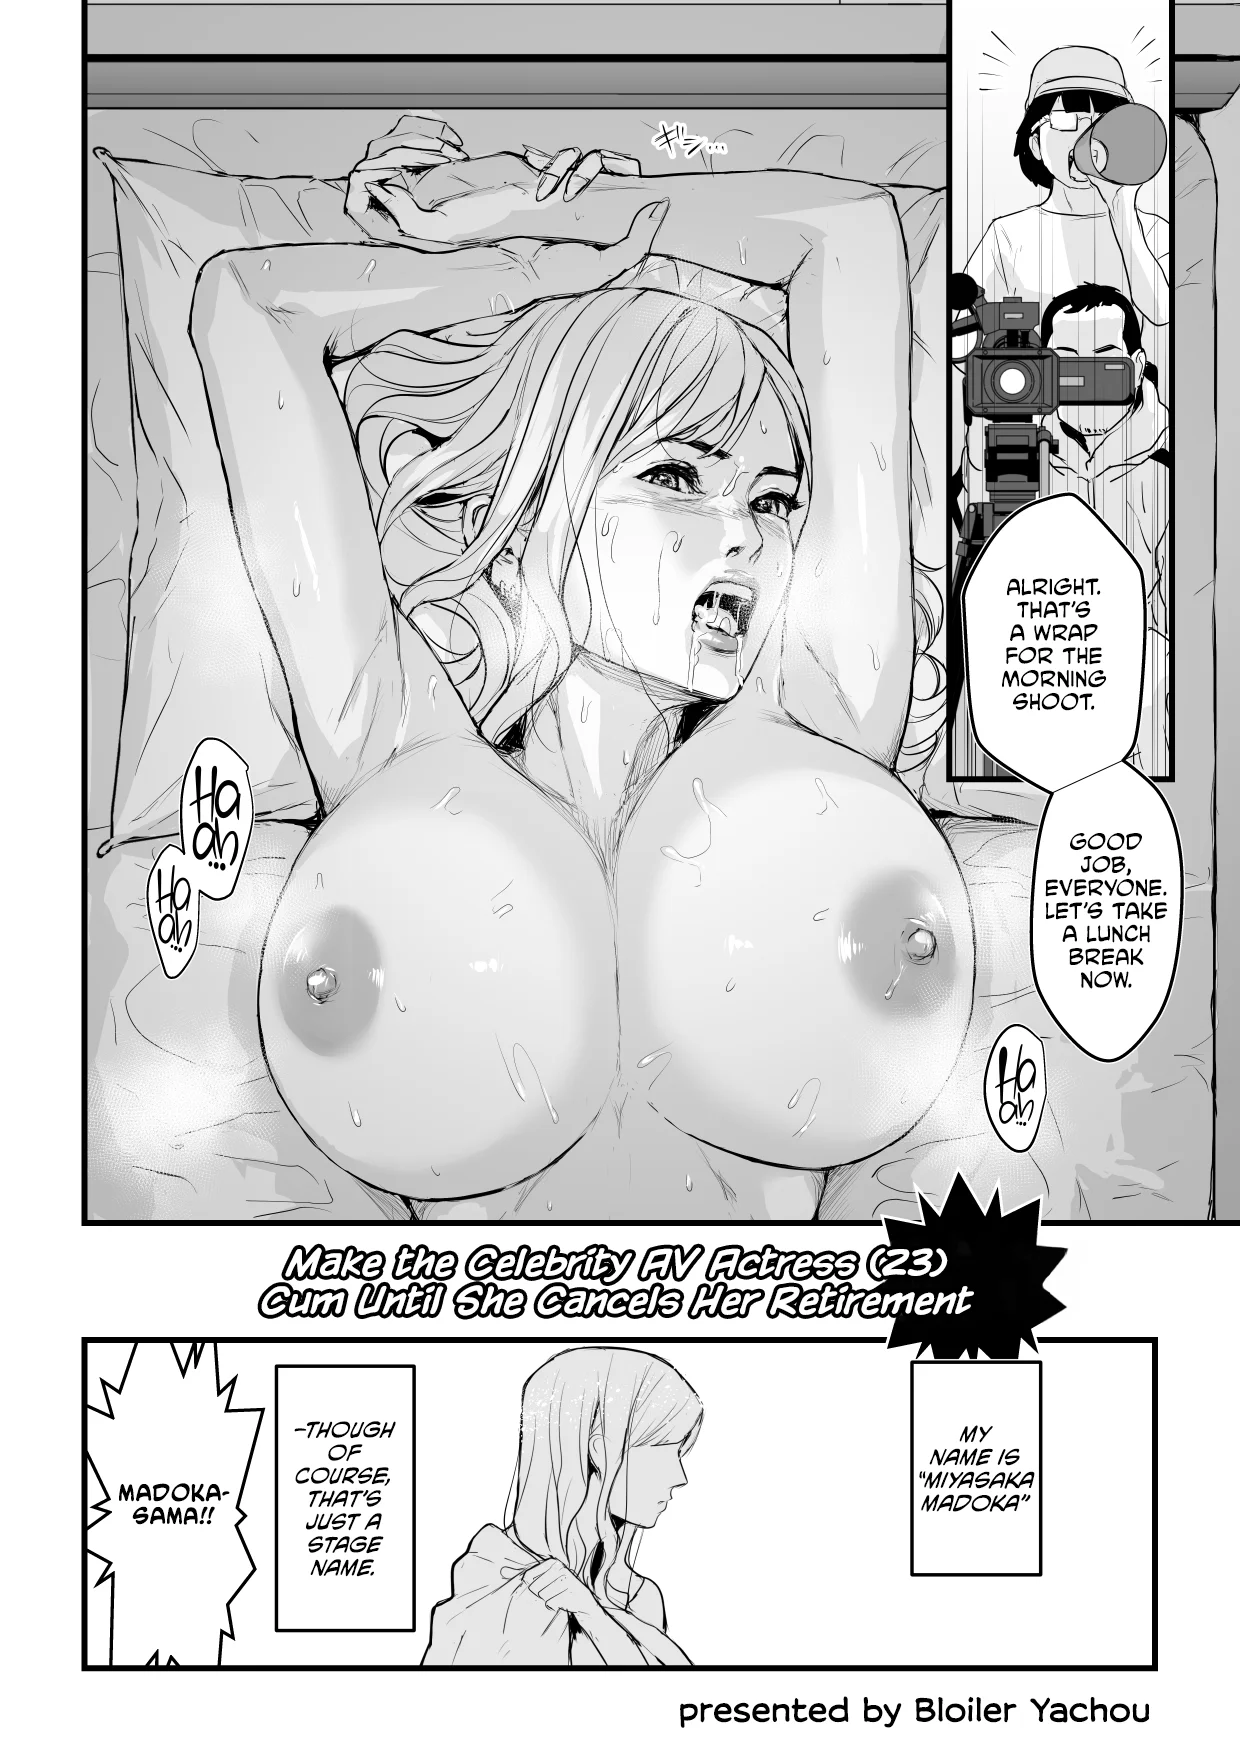 ギシ…
ALRIGHT.
THAT'S
A WRAP
FOR THE
MORNING
SHOOT.
GOOD
JOB,
EVERYONE.
LET'S TAKE
A LUNCH
BREAK
NOW.
Ha
ah...
Ha
ah...
Ha
ah...
Make the Celebrity AV Actress (23)
Cum Until She Cancels Her Retirement
MY
NAME IS
"MIYASAKA
MADOKA"
-THOUGH
OF
COURSE,
THAT'S
JUST A
STAGE
NAME.
MADOKA-
SAMA!!
presented by Bloiler Yachou